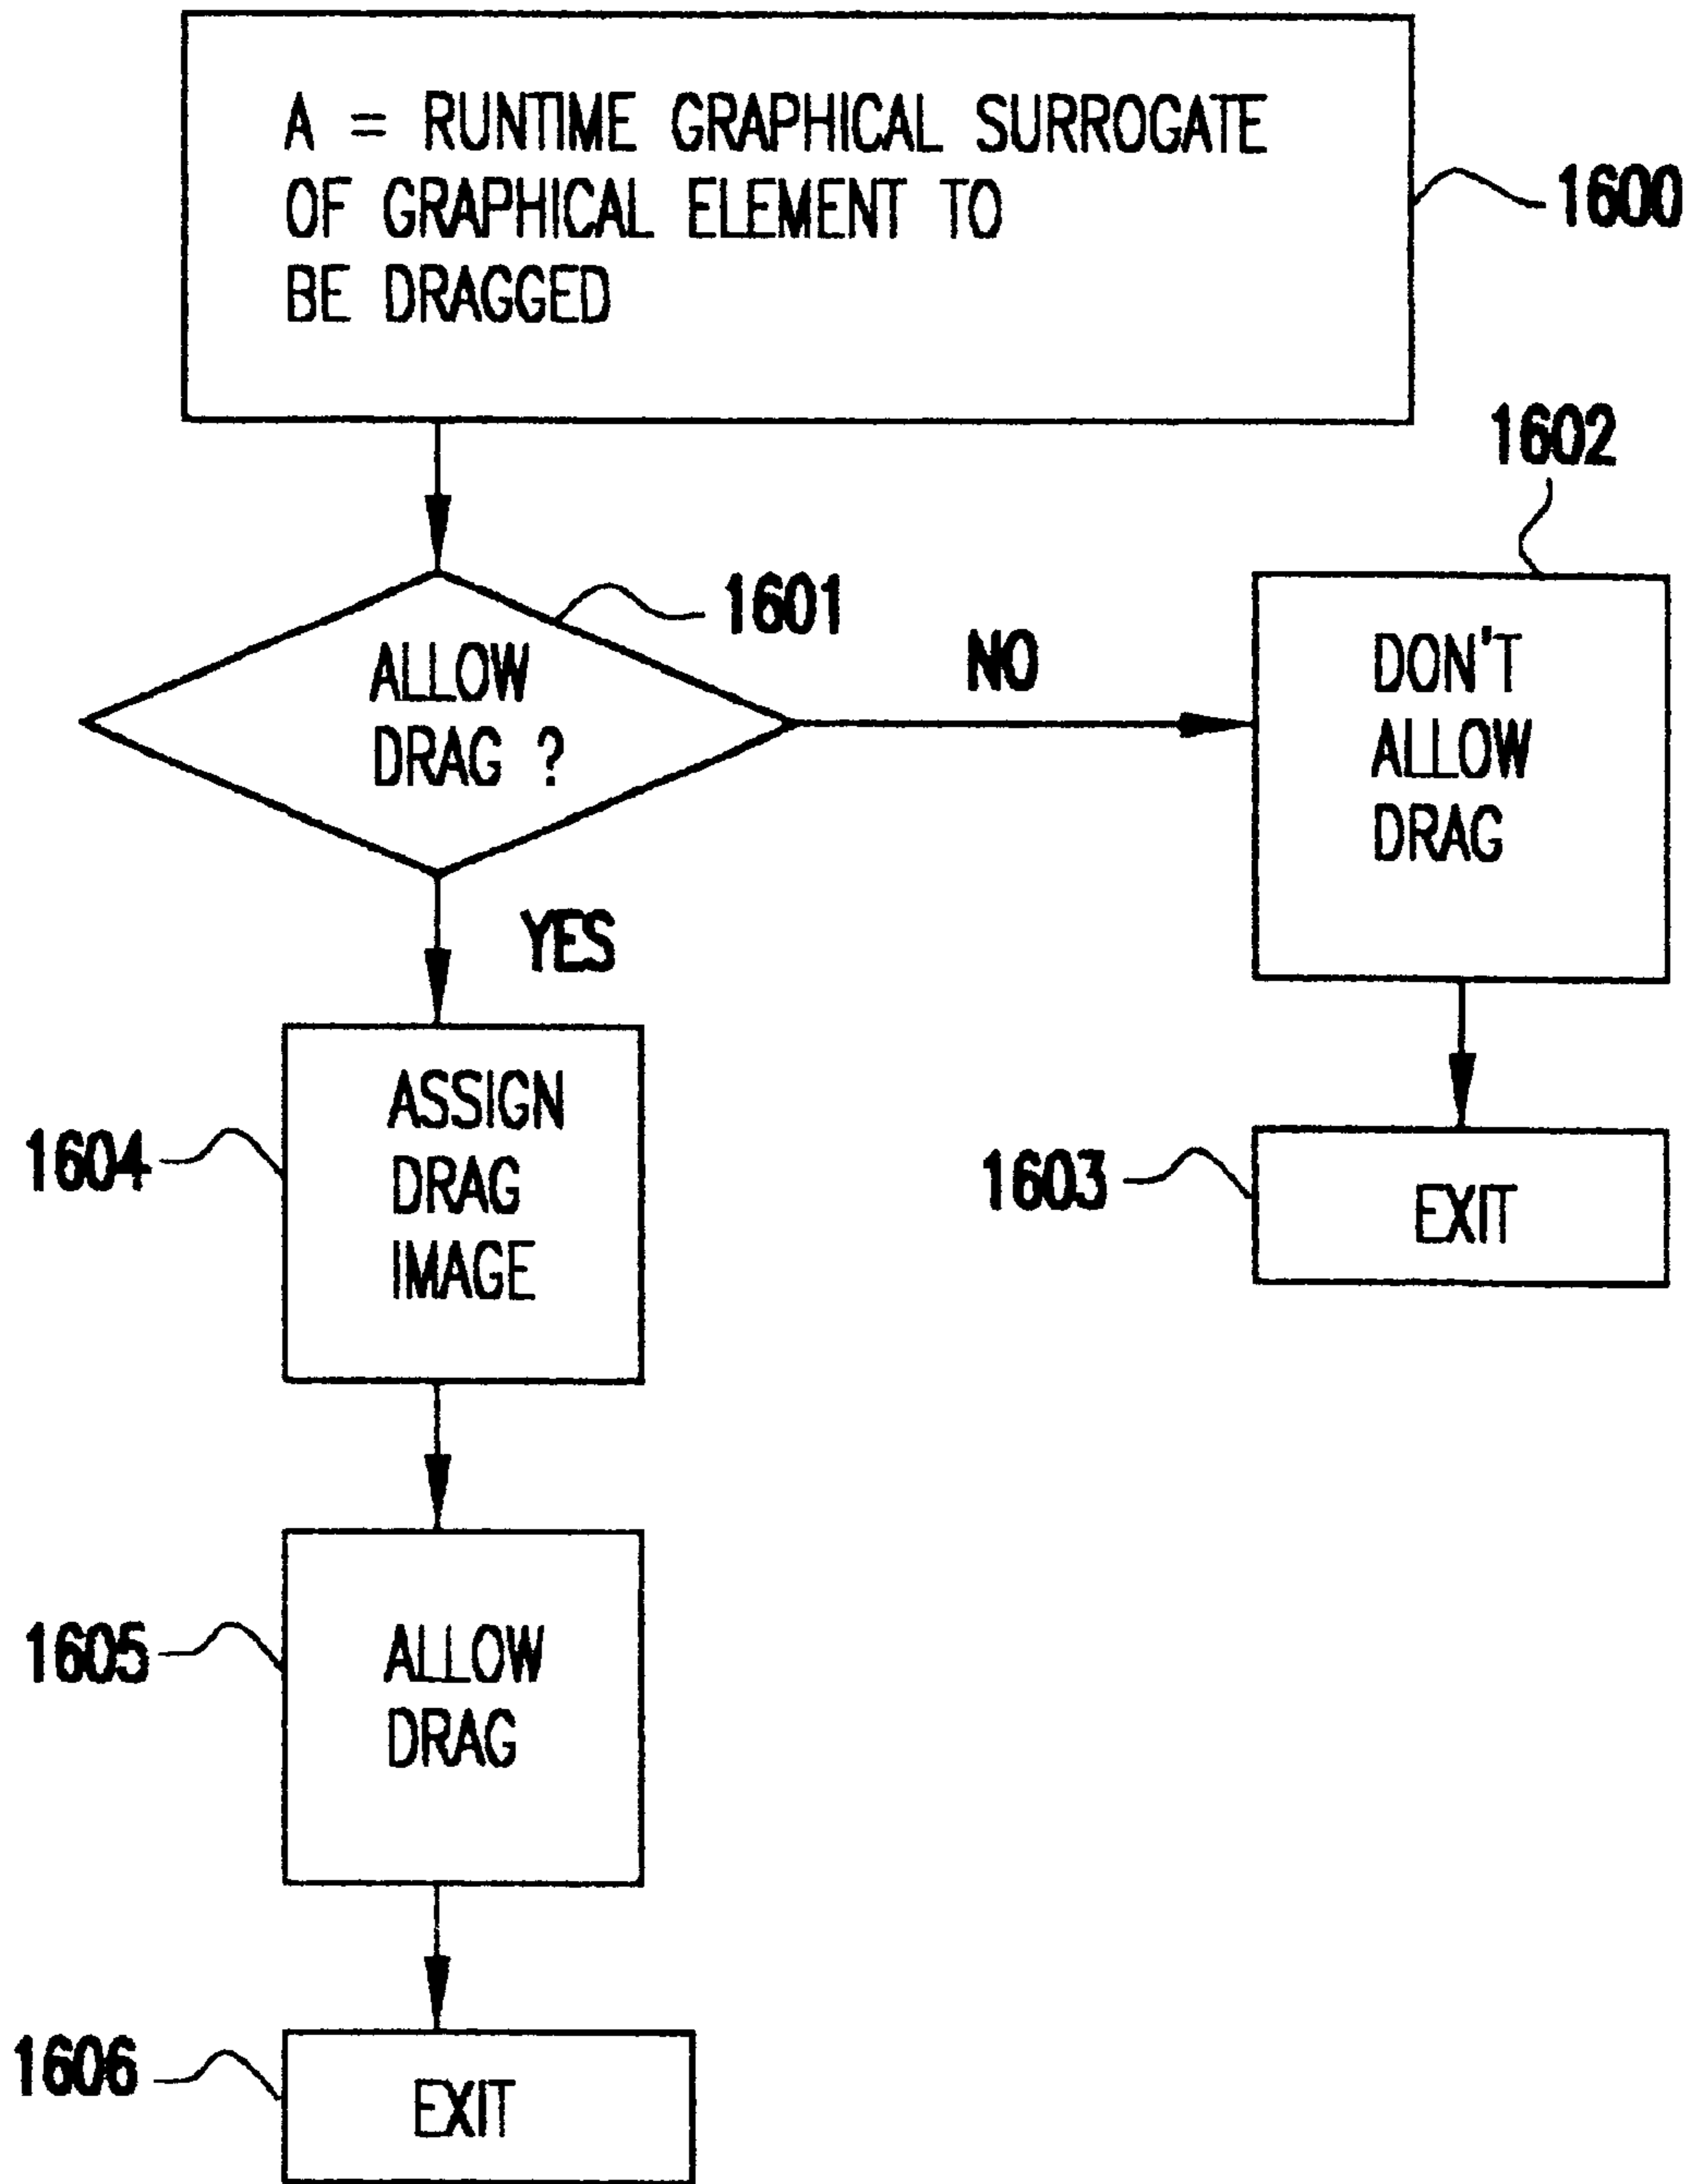 A = RUNTIME GRAPHICAL SURROGATE
OF GRAPHICAL ELEMENT TO
BE DRAGGED
1600
1602
1601
ALLOW
DRAG ?
NO
DON'T
ALLOW
DRAG
YES
ASSIGN
DRAG
IMAGE
1604
1603
EXIT
1605
ALLOW
DRAG
1606
EXIT